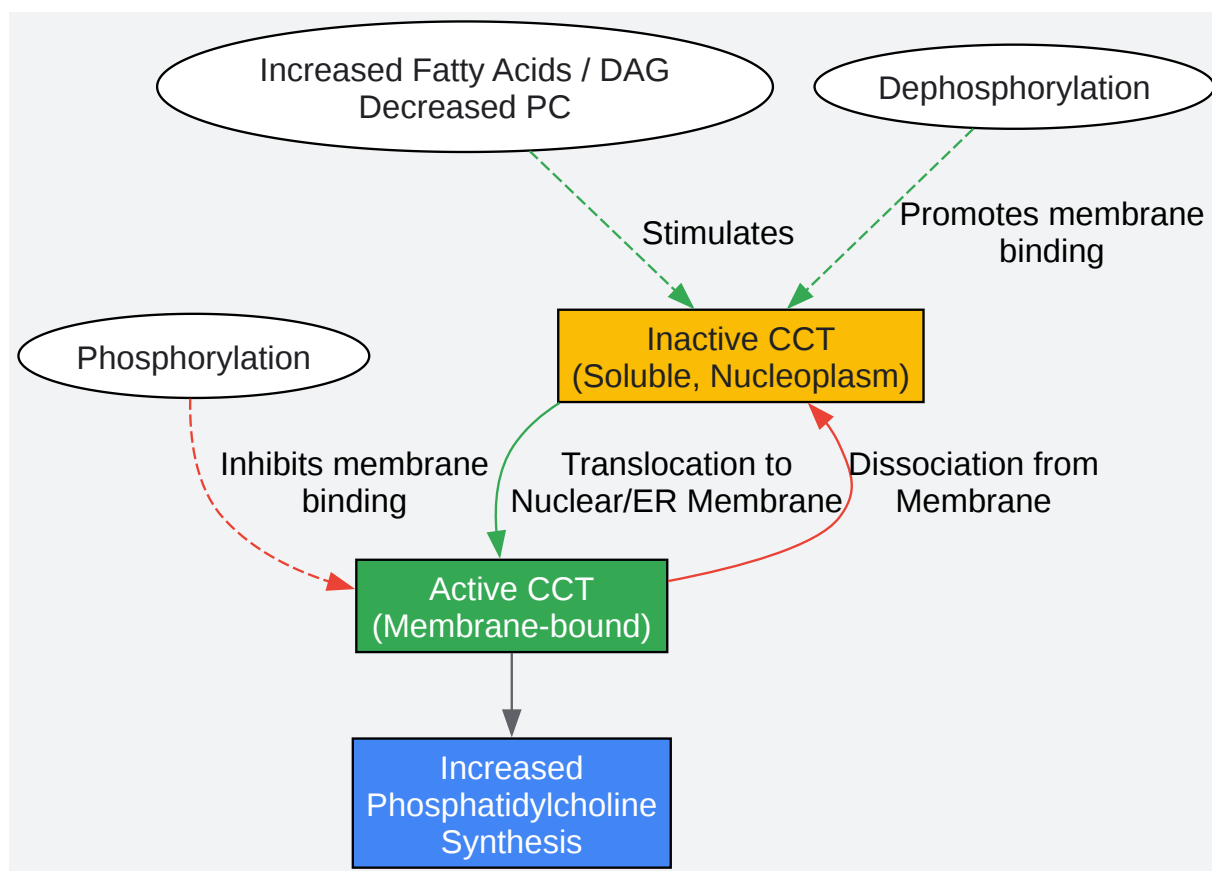 Increased Fatty Acids / DAG
Decreased PC
Dephosphorylation
Stimulates
Promotes membrane
binding
Inactive CCT
(Soluble, Nucleoplasm)
Phosphorylation
Inhibits membrane
binding
Translocation to
Nuclear/ER Membrane
Dissociation from
Membrane
Active CCT
(Membrane-bound)
Increased
Phosphatidylcholine
Synthesis